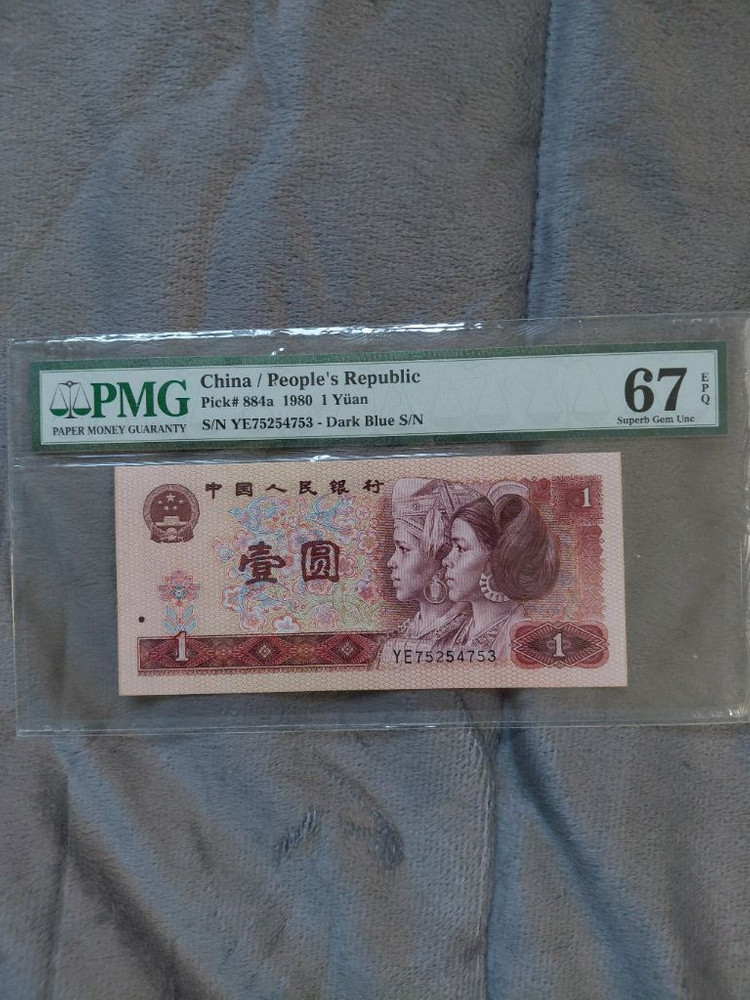 PMG
PAPER MONEY GUARANTY
China / People's Republic
Pick# 884a 1980 1 Yüan
S/N YE75254753 - Dark Blue S/N
67
EPQ
Superb Gem Unc
中国人民银行
1
壹圆
1
YE75254753
1